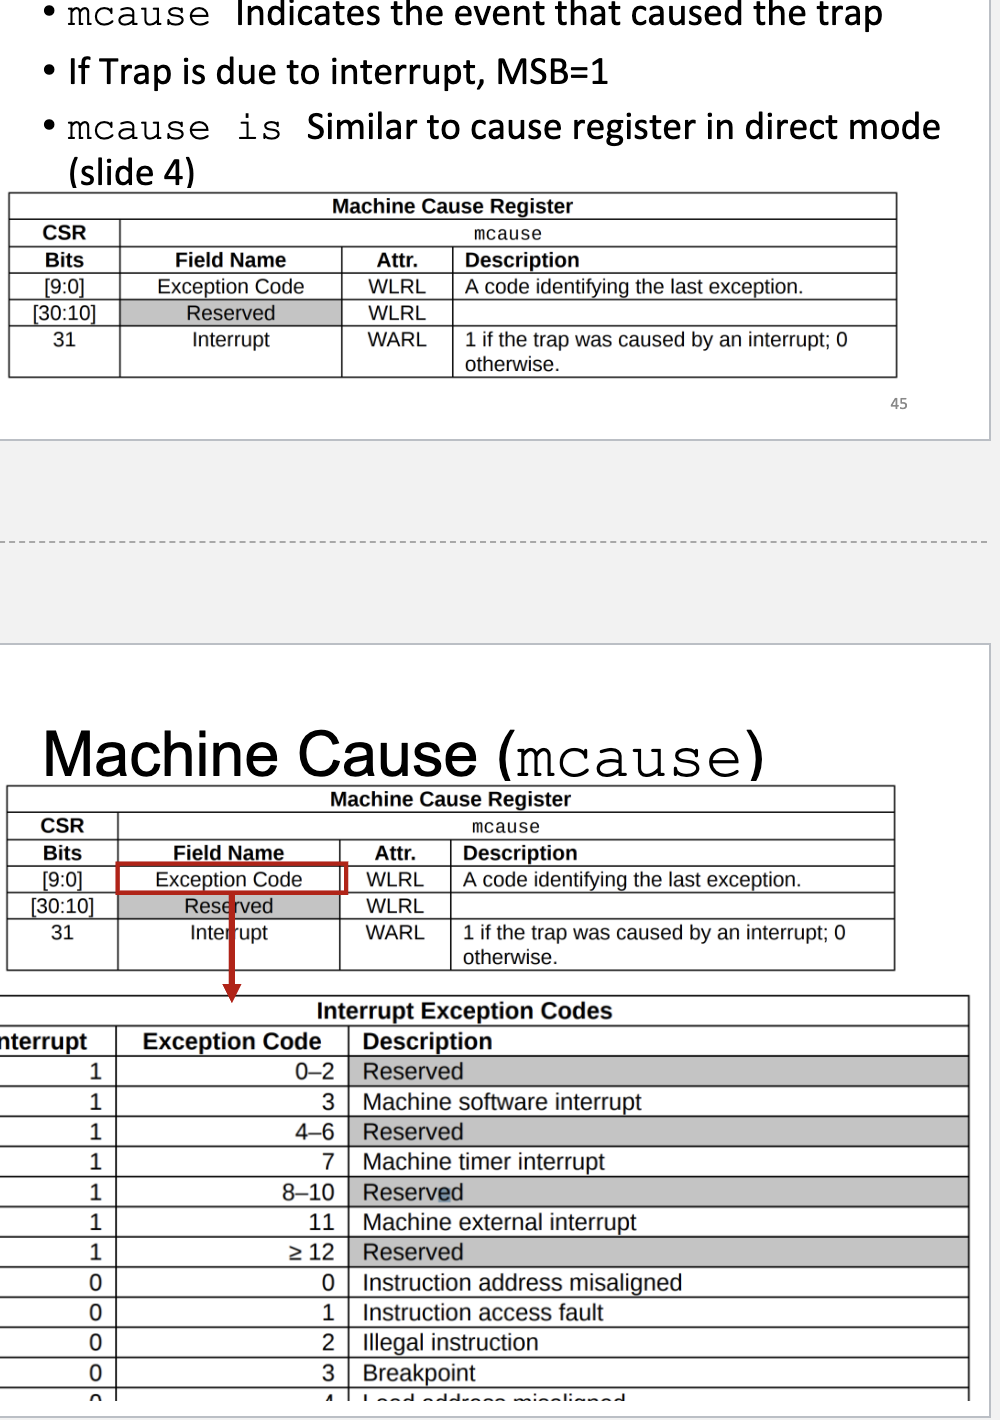 • mcause Indicates the event that caused the trap
• If Trap is due to interrupt, MSB=1
• mcause is Similar to cause register in direct mode
(slide 4)
Machine Cause Register
CSR mcause
Bits Field Name Attr. Description
[9:0] Exception Code WLRL A code identifying the last exception.
[30:10] Reserved WLRL
31 Interrupt WARL 1 if the trap was caused by an interrupt; 0
otherwise.
45
Machine Cause (mcause)
Machine Cause Register
CSR mcause
Bits Field Name Attr. Description
[9:0] Exception Code WLRL A code identifying the last exception.
[30:10] Reserved WLRL
31 Interrupt WARL 1 if the trap was caused by an interrupt; 0
otherwise.
Interrupt Exception Codes
nterrupt Exception Code Description
1 0–2 Reserved
1 3 Machine software interrupt
1 4–6 Reserved
1 7 Machine timer interrupt
1 8–10 Reserved
1 11 Machine external interrupt
1 ≥ 12 Reserved
0 0 Instruction address misaligned
0 1 Instruction access fault
0 2 Illegal instruction
0 3 Breakpoint
0 4 Load address misaligned